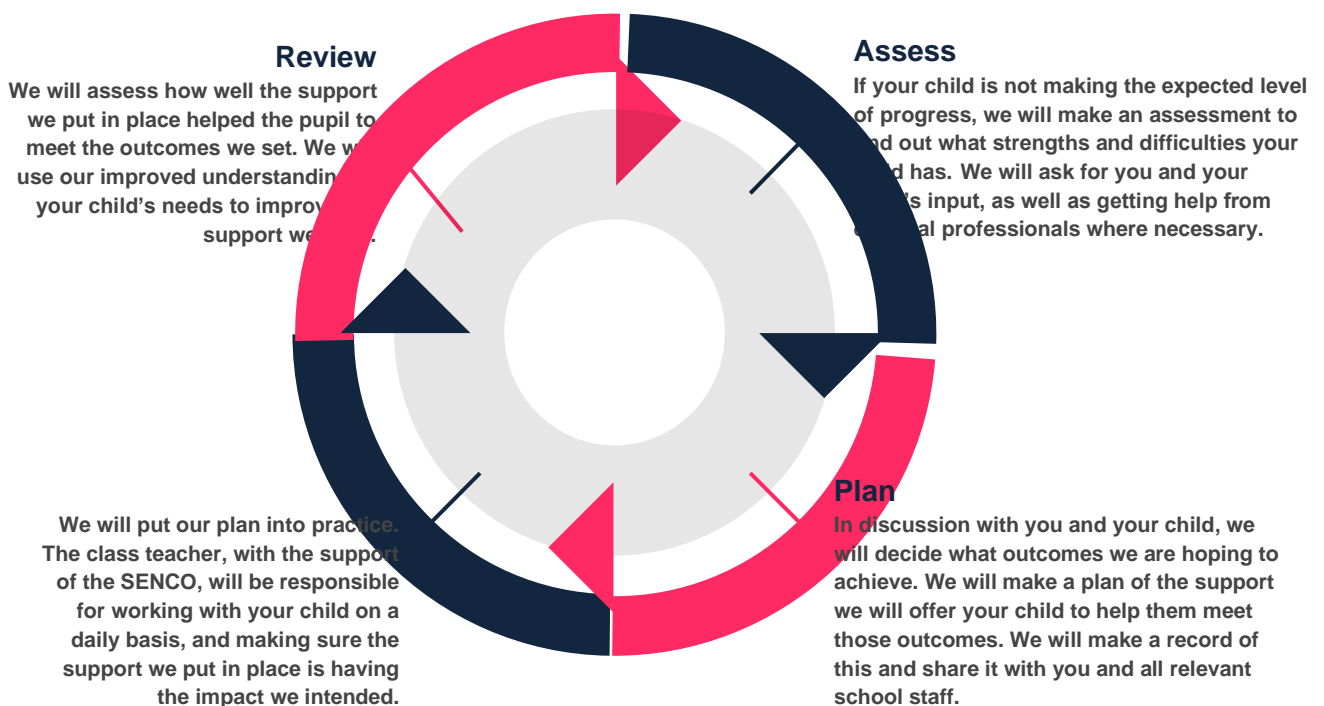 Review
We will assess how well the support
we put in place helped the pupil to
meet the outcomes we set. We
use our improved understanding
your child's needs to
support we
Assess
If your child is not making the expected level
of progress, we will make an assessment to
out what strengths and difficulties your
has. We will ask for you and your
input, as well as getting help from
professionals where necessary.
Plan
In discussion with you and your child, we
will decide what outcomes we are hoping to
achieve. We will make a plan of the support
we will offer your child to help them meet
those outcomes. We will make a record of
this and share it with you and all relevant
school staff.
We will put our plan into practice.
The class teacher, with the support
of the SENCO, will be responsible
for working with your child on a
daily basis, and making sure the
support we put in place is having
the impact we intended.